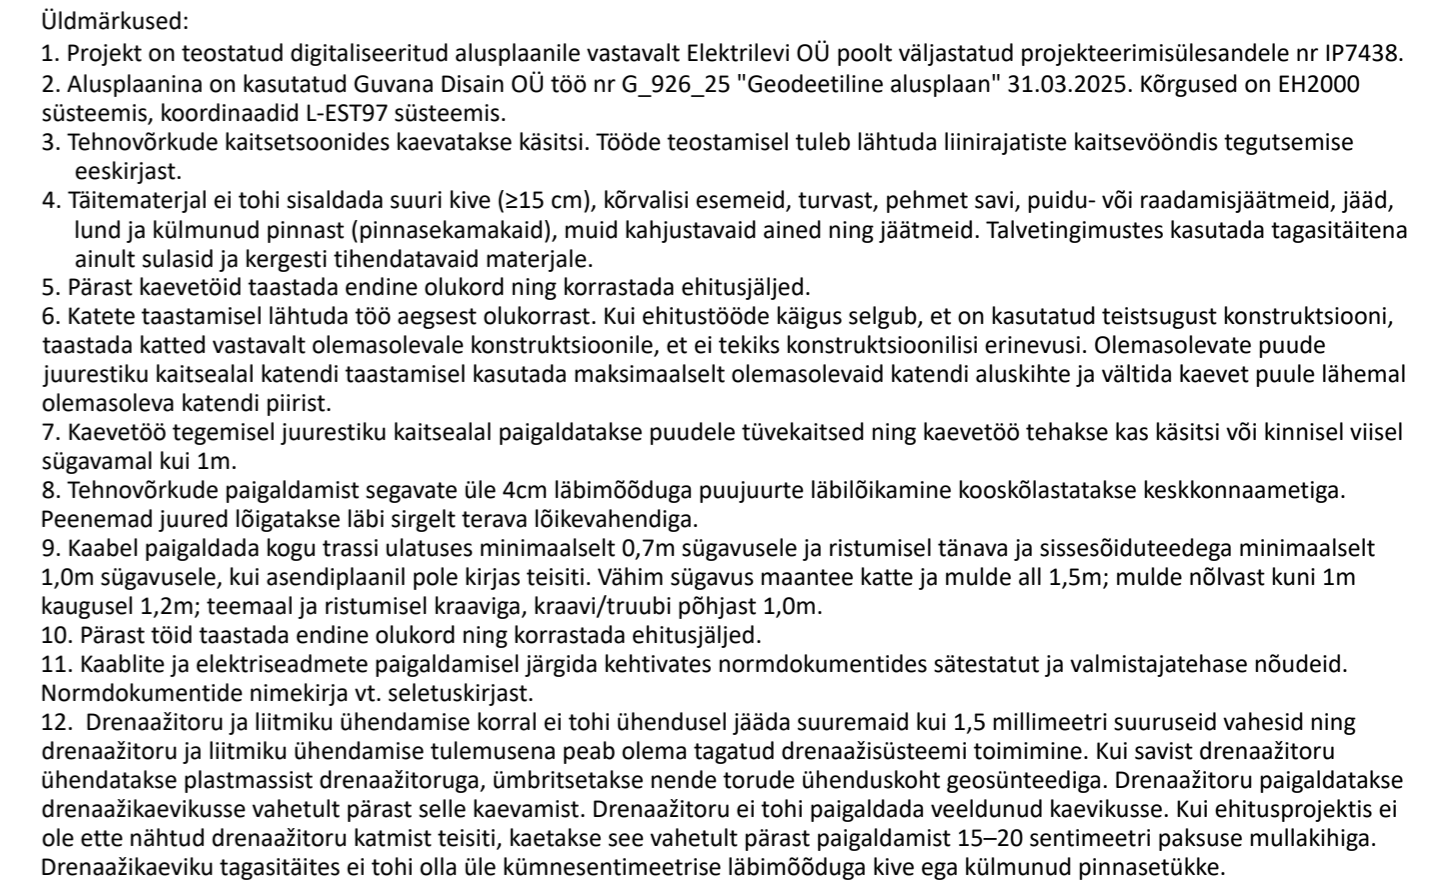 Üldmärkused:
1. Projekt on teostatud digitaliseeritud alusplaanile vastavalt Elektrilevi OÜ poolt väljastatud projekteerimisülesandele nr IP7438.
2. Alusplaanina on kasutatud Guvana Disain OÜ töö nr G_926_25 "Geodeetiline alusplaan" 31.03.2025. Kõrgused on EH2000
süsteemis, koordinaadid L-EST97 süsteemis.
3. Tehnovõrkude kaitsetsoonides kaevatakse käsitsi. Tööde teostamisel tuleb lähtuda liinirajatiste kaitsevööndis tegutsemise
eeskirjast.
4. Täitematerjal ei tohi sisaldada suuri kive (≥15 cm), kõrvalisi esemeid, turvast, pehmet savi, puidu- või raadamisjäätmeid, jääd,
lund ja külmunud pinnast (pinnasekamakaid), muid kahjustavaid ained ning jäätmeid. Talvetingimustes kasutada tagasitäitena
ainult sulasid ja kergesti tihendatavaid materjale.
5. Pärast kaevetöid taastada endine olukord ning korrastada ehitusjäljed.
6. Katete taastamisel lähtuda töö aegsest olukorrast. Kui ehitustööde käigus selgub, et on kasutatud teistsugust konstruktsiooni,
taastada katted vastavalt olemasolevale konstruktsioonile, et ei tekiks konstruktsioonilisi erinevusi. Olemasolevate puude
juurestiku kaitsealal katendi taastamisel kasutada maksimaalselt olemasolevaid katendi aluskihte ja vältida kaevet puule lähemal
olemasoleva katendi piirist.
7. Kaevetöö tegemisel juurestiku kaitsealal paigaldatakse puudele tüvekaitsed ning kaevetöö tehakse kas käsitsi või kinnisel viisel
sügavamal kui 1m.
8. Tehnovõrkude paigaldamist segavate üle 4cm läbimõõduga puujuurte läbilõikamine kooskõlastatakse keskkonnaametiga.
Peenemad juured lõigatakse läbi sirgelt terava lõikevahendiga.
9. Kaabel paigaldada kogu trassi ulatuses minimaalselt 0,7m sügavusele ja ristumisel tänava ja sissesõiduteedega minimaalselt
1,0m sügavusele, kui asendiplaanil pole kirjas teisiti. Vähim sügavus maantee katte ja mulde all 1,5m; mulde nõlvast kuni 1m
kaugusel 1,2m; teemaal ja ristumisel kraaviga, kraavi/truubi põhjast 1,0m.
10. Pärast töid taastada endine olukord ning korrastada ehitusjäljed.
11. Kaablite ja elektriseadmete paigaldamisel järgida kehtivates normdokumentides sätestatut ja valmistajatehase nõudeid.
Normdokumentide nimekirja vt. seletuskirjast.
12.  Drenaažitoru ja liitmiku ühendamise korral ei tohi ühendusel jääda suuremaid kui 1,5 millimeetri suuruseid vahesid ning
drenaažitoru ja liitmiku ühendamise tulemusena peab olema tagatud drenaažisüsteemi toimimine. Kui savist drenaažitoru
ühendatakse plastmassist drenaažitoruga, ümbritsetakse nende torude ühenduskoht geosünteediga. Drenaažitoru paigaldatakse
drenaažikaevikusse vahetult pärast selle kaevamist. Drenaažitoru ei tohi paigaldada veeldunud kaevikusse. Kui ehitusprojektis ei
ole ette nähtud drenaažitoru katmist teisiti, kaetakse see vahetult pärast paigaldamist 15–20 sentimeetri paksuse mullakihiga.
Drenaažikaeviku tagasitäites ei tohi olla üle kümnesentimeetrise läbimõõduga kive ega külmunud pinnasetükke.